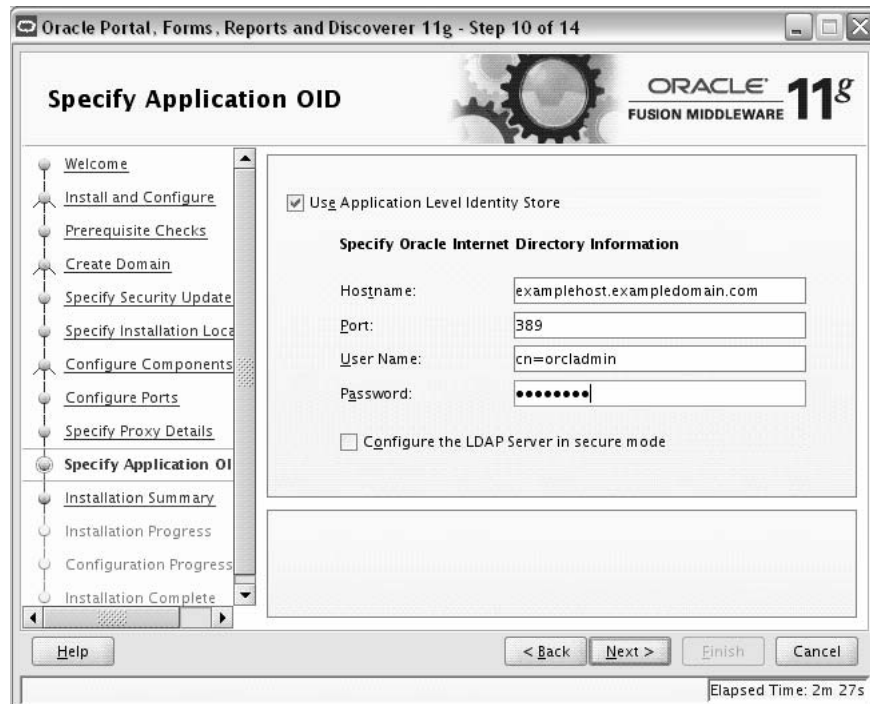 Oracle Portal, Forms, Reports and Discoverer 11g - Step 10 of 14
Specify Application OID
ORACLE
FUSION MIDDLEWARE 11g
Welcome
Install and Configure
Prerequisite Checks
Create Domain
Specify Security Update
Specify Installation Loca
Configure Components
Configure Ports
Specify Proxy Details
Specify Application OI
Installation Summary
Installation Progress
Configuration Progress
Installation Complete
Use Application Level Identity Store
Specify Oracle Internet Directory Information
Hostname: examplehost.exampledomain.com
Port: 389
User Name: cn=orcladmin
Password: ●●●●●●●●
Configure the LDAP Server in secure mode
Help < Back Next > Finish Cancel
Elapsed Time: 2m 27s